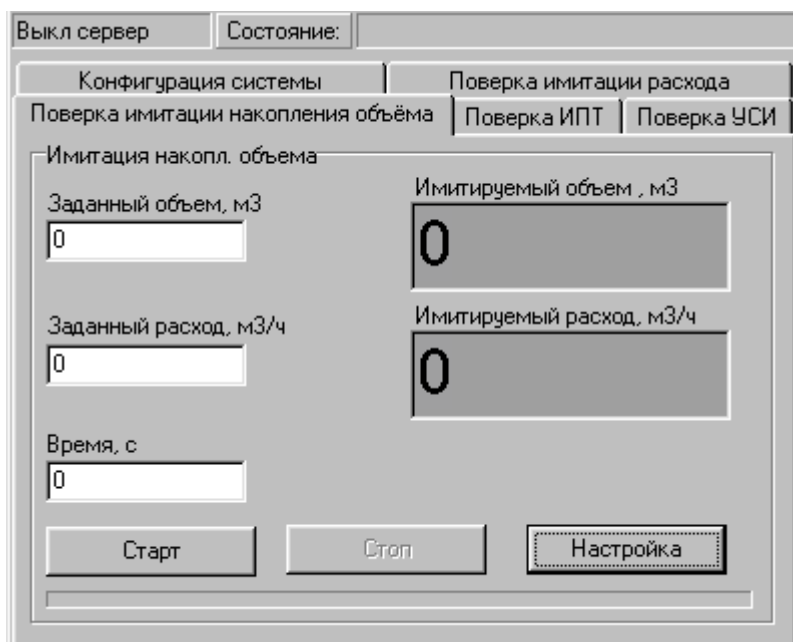 Выкл сервер Состояние:
Конфигурация системы Поверка имитации расхода
Поверка имитации накопления объёма Поверка ИПТ Поверка УСИ
Имитация накопл. объема
Заданный объем, м3 Имитируемый объем , м3
0 0
Заданный расход, м3/ч Имитируемый расход, м3/ч
0 0
Время, с
0
Старт Стоп Настройка